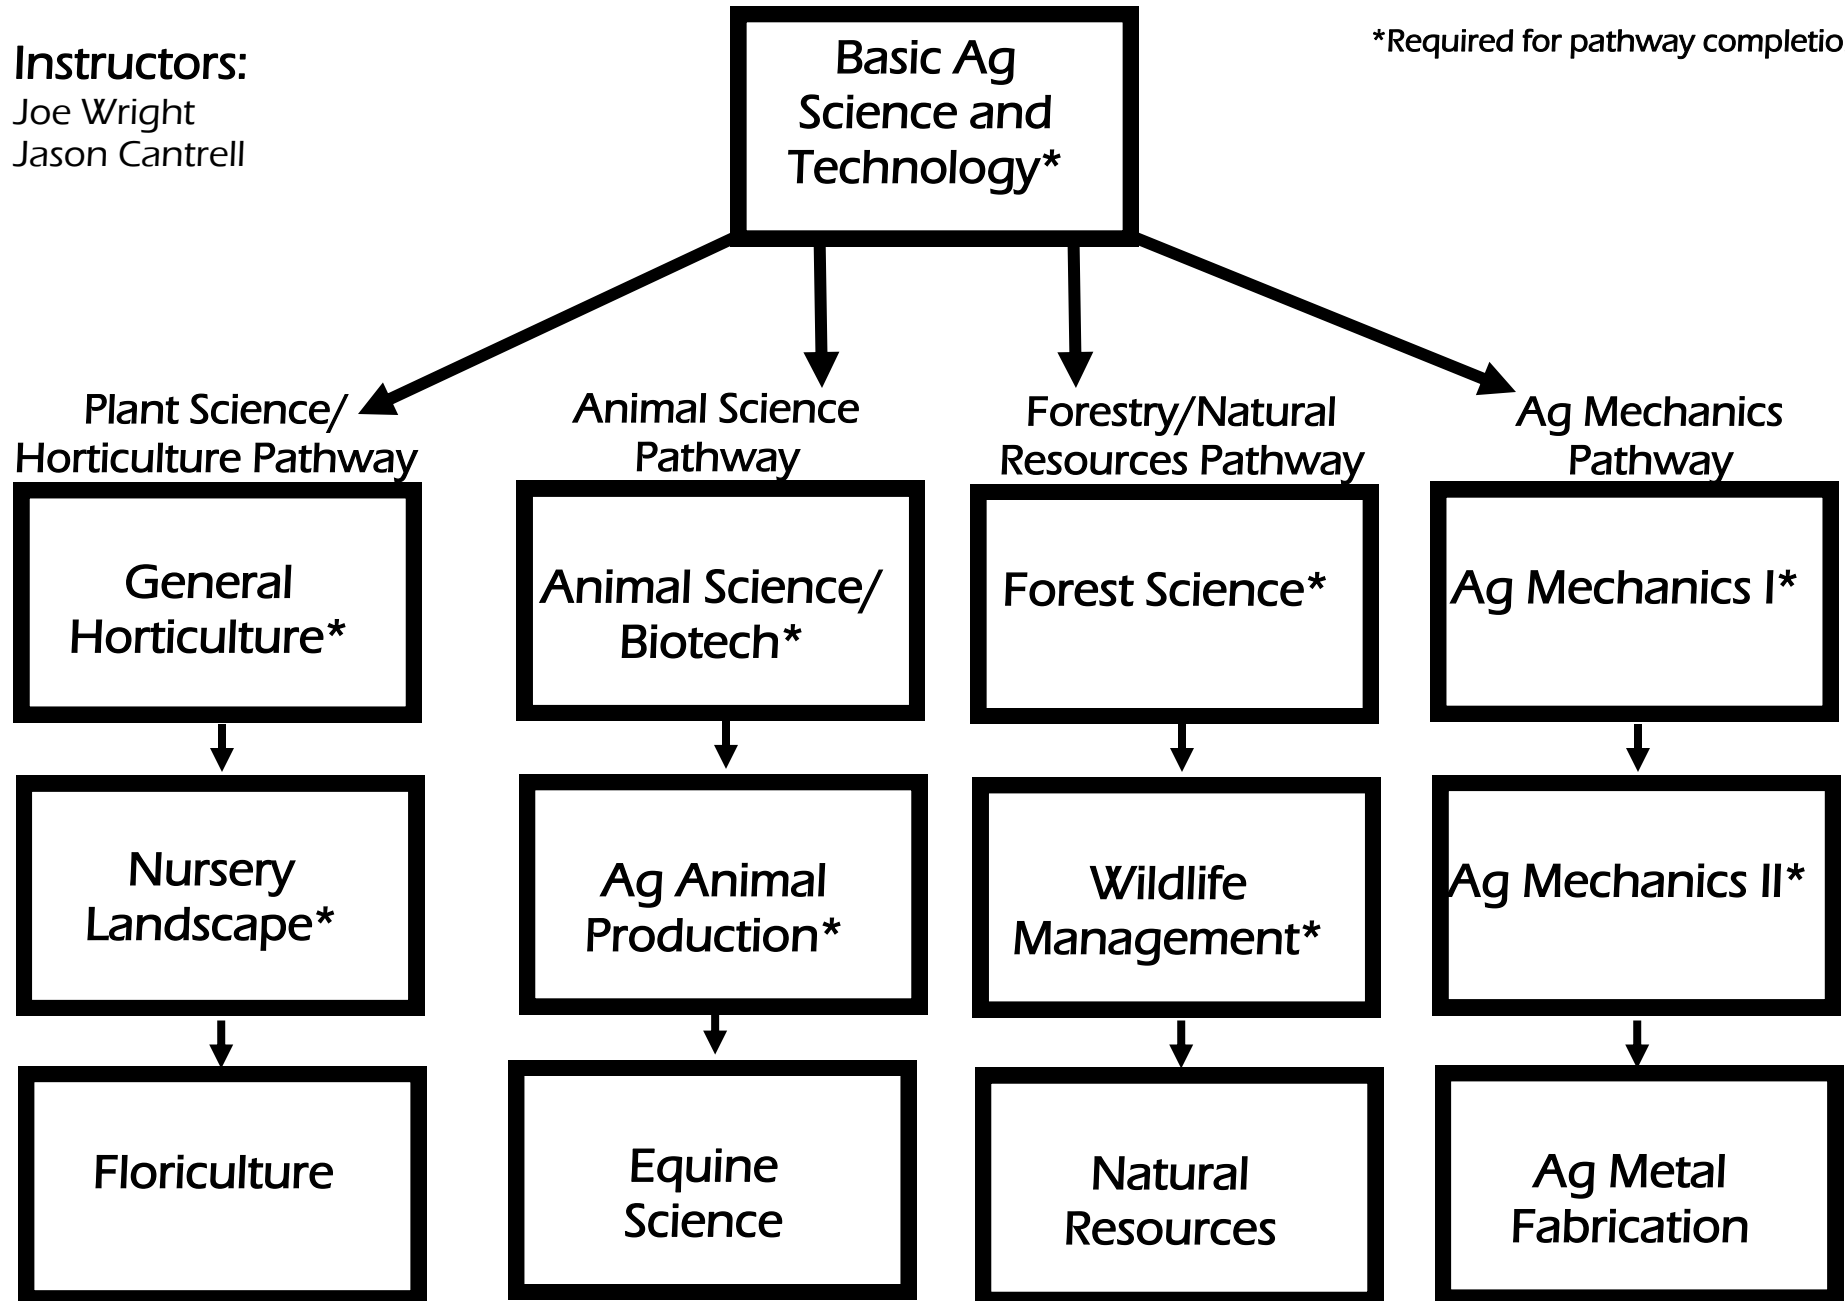 Instructors:
Joe Wright
Jason Cantrell
Basic Ag
Science and
Technology*
*Required for pathway completio
Plant Science/
Horticulture Pathway
Animal Science
Pathway
Forestry/Natural
Resources Pathway
Ag Mechanics
Pathway
General
Horticulture*
Animal Science/
Biotech*
Forest Science*
Ag Mechanics I*
Nursery
Landscape*
Ag Animal
Production*
Wildlife
Management*
Ag Mechanics II*
Floriculture
Equine
Science
Natural
Resources
Ag Metal
Fabrication